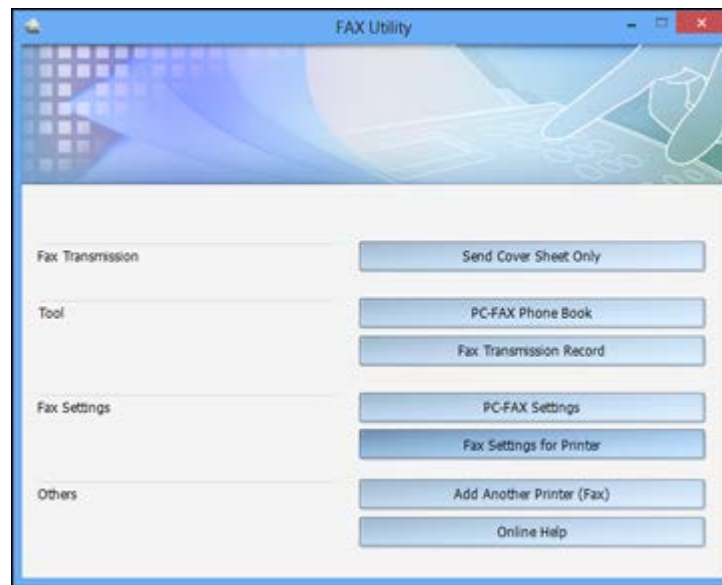 FAX Utility
Fax Transmission
Send Cover Sheet Only
Tool
PC-FAX Phone Book
Fax Transmission Record
Fax Settings
PC-FAX Settings
Fax Settings for Printer
Others
Add Another Printer (Fax)
Online Help